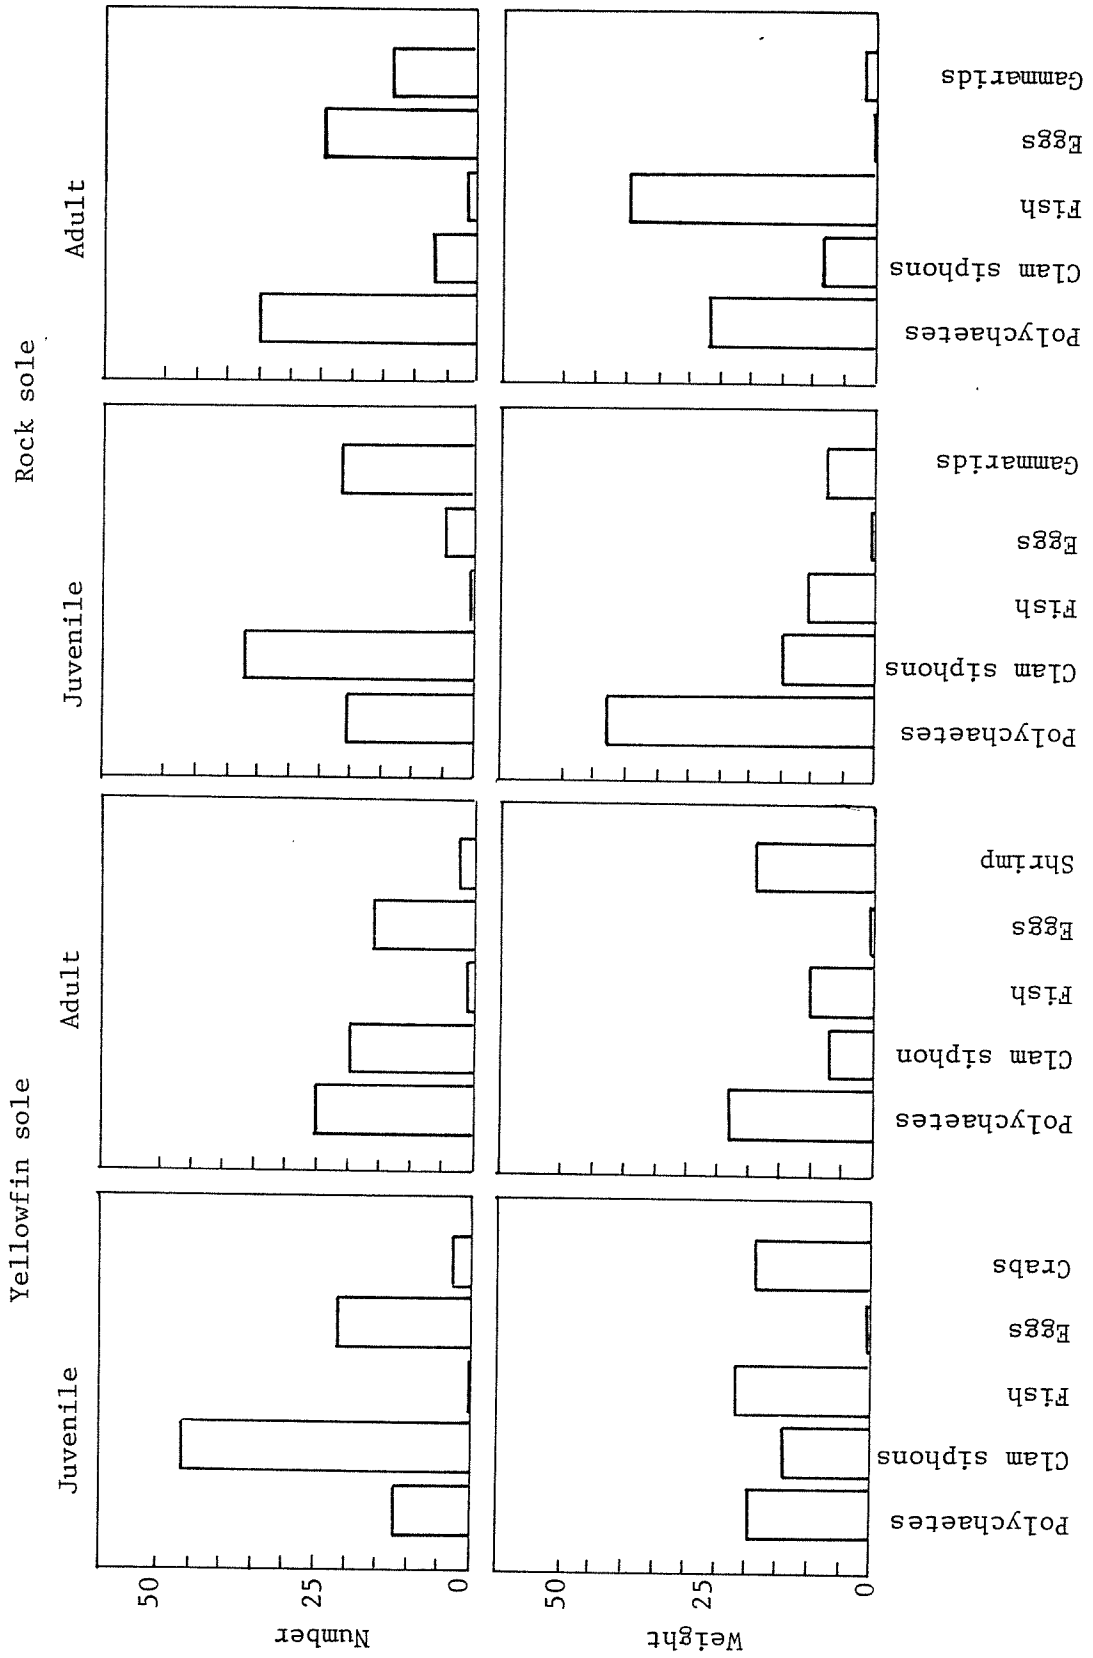 Yellowfin sole
Rock sole
Juvenile
Adult
Juvenile
Adult
Number
50
25
0
Weight
50
25
0
Polychaetes
Clam siphons
Fish
Eggs
Crabs
Polychaetes
Clam siphon
Fish
Eggs
Shrimp
Polychaetes
Clam siphons
Fish
Eggs
Gammarids
Polychaetes
Clam siphons
Fish
Eggs
Gammarids